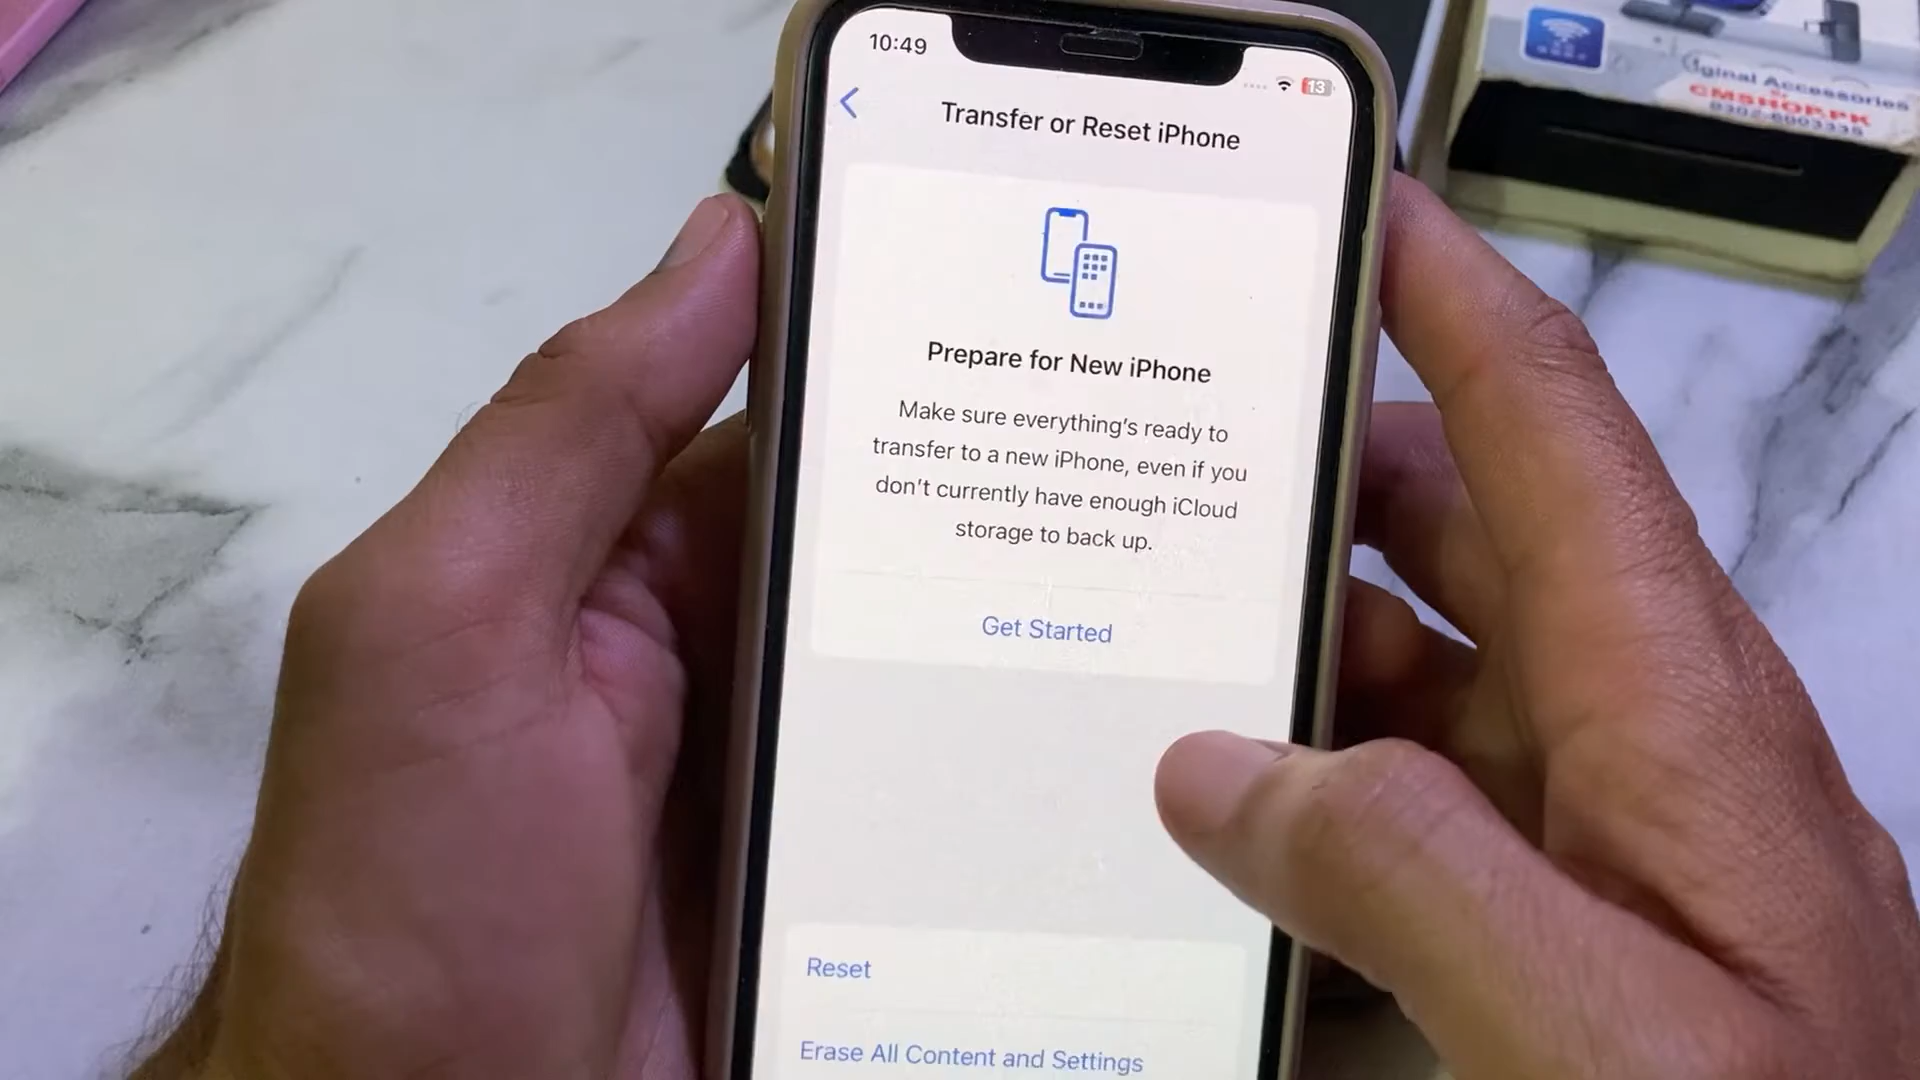 10:49
13
Transfer or Reset iPhone
Prepare for New iPhone
Make sure everything's ready to
transfer to a new iPhone, even if you
don't currently have enough iCloud
storage to back up.
Get Started
Reset
Erase All Content and Settings
Accessories
CMSHOP.PK